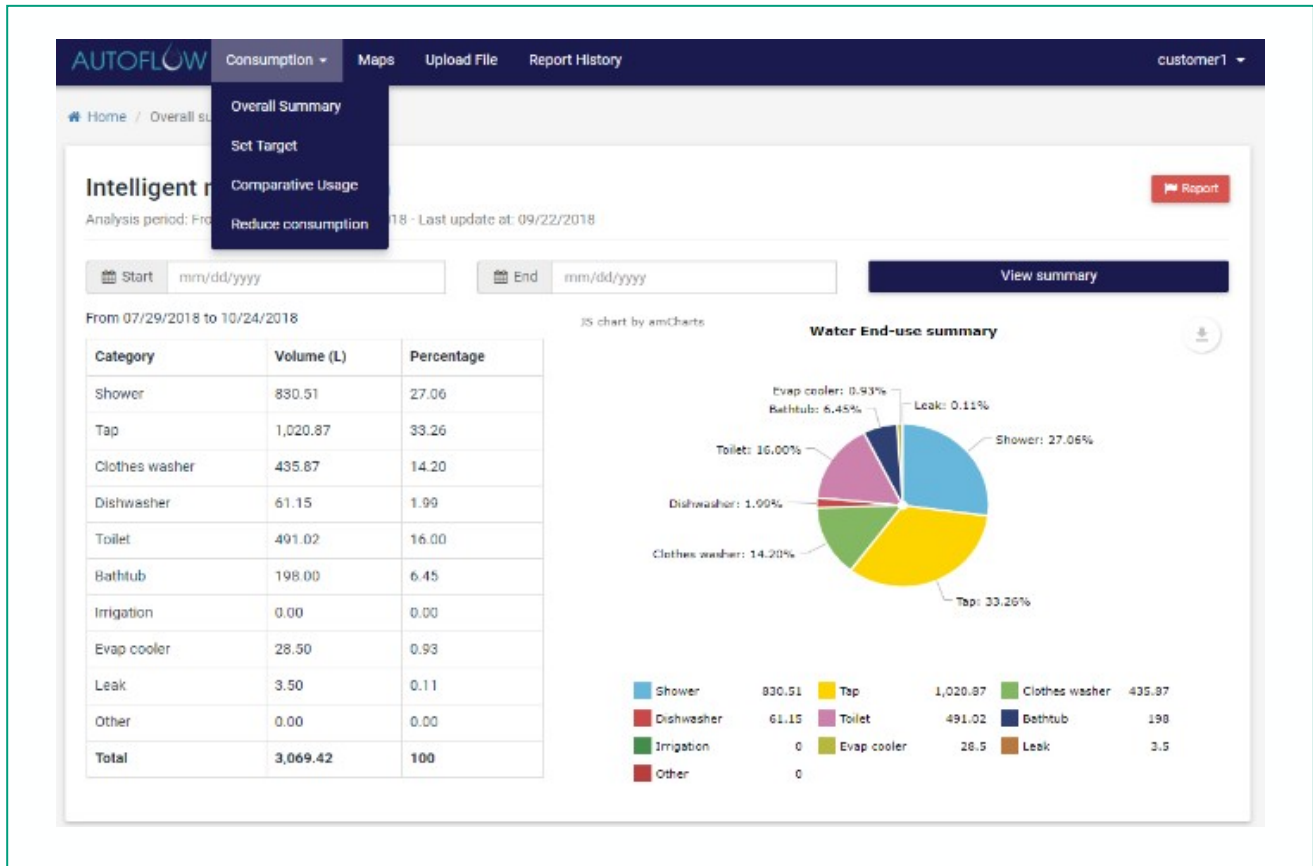 AUTOFLOW Consumption Maps Upload File Report History customer1
Overall Summary
Home / Overall su
Set Target
Comparative Usage
Reduce consumption
Intelligent
Report
Analysis period: 18 - Last update at: 09/22/2018
Start mm/dd/yyyy End mm/dd/yyyy View summary
From 07/29/2018 to 10/24/2018
JS chart by amCharts
Water End-use summary
Category Volume (L) Percentage
Shower 830.51 27.06
Tap 1,020.87 33.26
Clothes washer 435.87 14.20
Dishwasher 61.15 1.99
Toilet 491.02 16.00
Bathtub 198.00 6.45
Irrigation 0.00 0.00
Evap cooler 28.50 0.93
Leak 3.50 0.11
Other 0.00 0.00
Total 3,069.42 100
Evap cooler: 0.93%
Leak: 0.11%
Bathtub: 6.45%
Shower: 27.06%
Toilet: 16.00%
Dishwasher: 1.99%
Clothes washer: 14.20%
Tap: 33.26%
Shower 830.51 Tap 1,020.87 Clothes washer 435.87
Dishwasher 61.15 Toilet 491.02 Bathtub 198
Irrigation 0 Evap cooler 28.5 Leak 3.5
Other 0